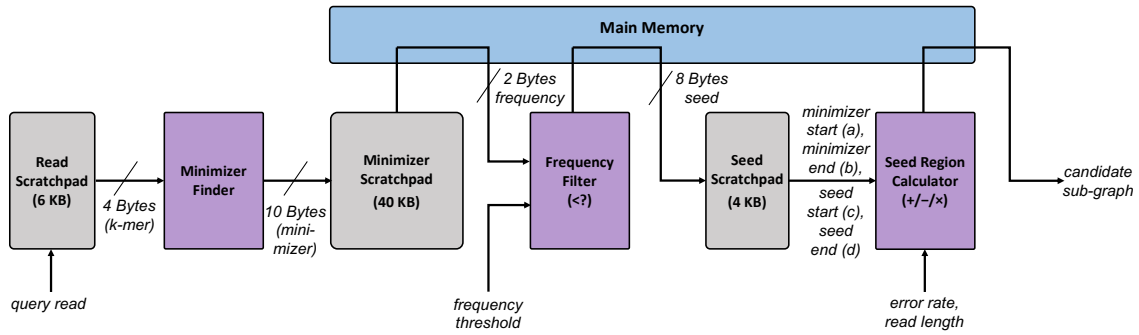 Main Memory
2 Bytes
frequency
8 Bytes
seed
Read
Scratchpad
(6 KB)
4 Bytes
(k-mer)
Minimizer
Finder
10 Bytes
(mini-
mizer)
Minimizer
Scratchpad
(40 KB)
Frequency
Filter
(<?)
Seed
Scratchpad
(4 KB)
minimizer
start (a),
minimizer
end (b),
seed
start (c),
seed
end (d)
Seed Region
Calculator
(+/−/×)
candidate
sub-graph
query read
frequency
threshold
error rate,
read length